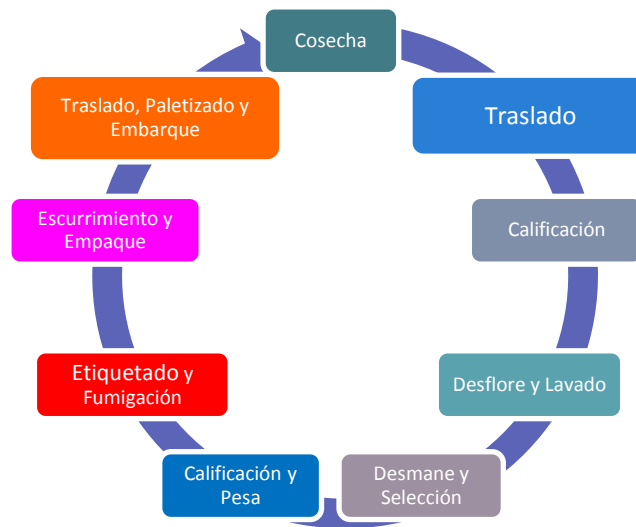 Cosecha
Traslado
Calificación
Desflore y Lavado
Desmane y
Selección
Calificación y
Pesa
Etiquetado y
Fumigación
Escurrimiento y
Empaque
Traslado, Paletizado y
Embarque